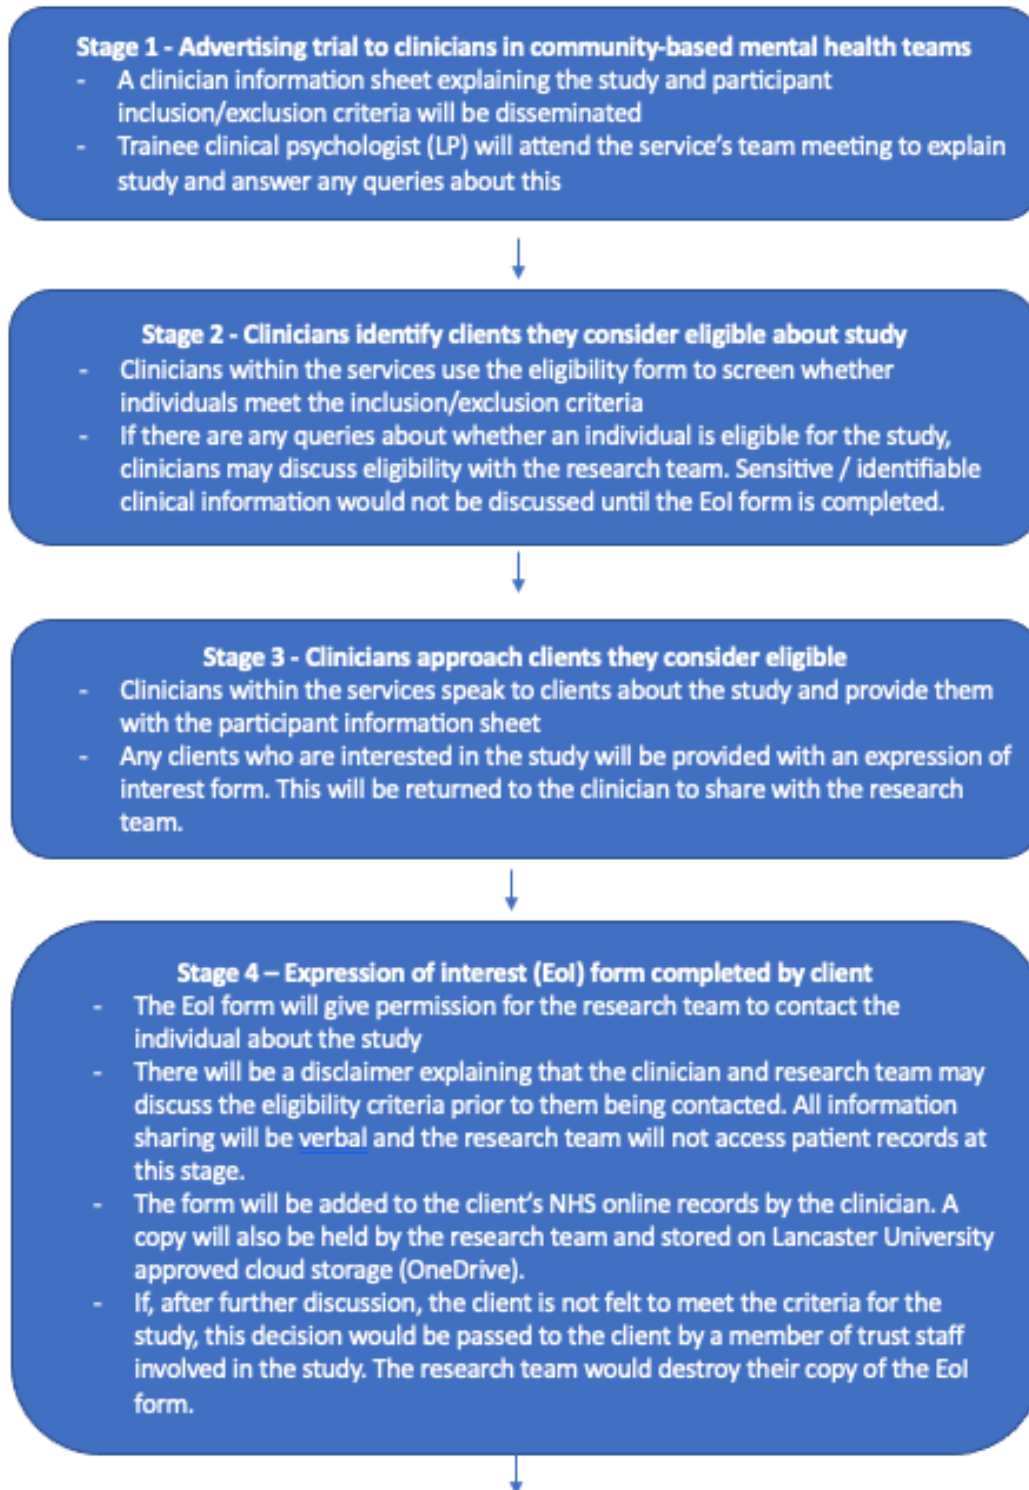 Stage 1 - Advertising trial to clinicians in community-based mental health teams
- A clinician information sheet explaining the study and participant
inclusion/exclusion criteria will be disseminated
- Trainee clinical psychologist (LP) will attend the service's team meeting to explain
study and answer any queries about this
Stage 2 - Clinicians identify clients they consider eligible about study
- Clinicians within the services use the eligibility form to screen whether
individuals meet the inclusion/exclusion criteria
- If there are any queries about whether an individual is eligible for the study,
clinicians may discuss eligibility with the research team. Sensitive / identifiable
clinical information would not be discussed until the EoI form is completed.
Stage 3 - Clinicians approach clients they consider eligible
- Clinicians within the services speak to clients about the study and provide them
with the participant information sheet
- Any clients who are interested in the study will be provided with an expression of
interest form. This will be returned to the clinician to share with the research
team.
Stage 4 – Expression of interest (EoI) form completed by client
- The EoI form will give permission for the research team to contact the
individual about the study
- There will be a disclaimer explaining that the clinician and research team may
discuss the eligibility criteria prior to them being contacted. All information
sharing will be verbal and the research team will not access patient records at
this stage.
- The form will be added to the client's NHS online records by the clinician. A
copy will also be held by the research team and stored on Lancaster University
approved cloud storage (OneDrive).
- If, after further discussion, the client is not felt to meet the criteria for the
study, this decision would be passed to the client by a member of trust staff
involved in the study. The research team would destroy their copy of the EoI
form.